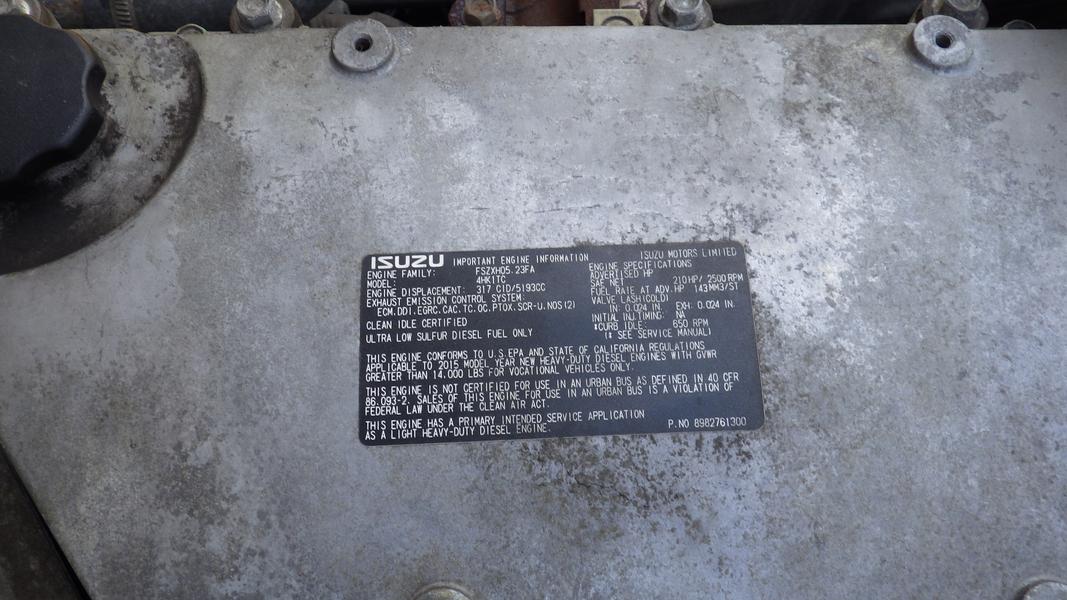 ISUZU IMPORTANT ENGINE INFORMATION ISUZU MOTORS LIMITED
ENGINE FAMILY: FSZXH05.23FA
MODEL: 4HK1TC
ENGINE DISPLACEMENT: 317 CID/5193CC
EXHAUST EMISSION CONTROL SYSTEM:
ECM.DDI.EGRC.CAC.TC.OC.PTOX.SCR-U.NOS(2)
CLEAN IDLE CERTIFIED
ULTRA LOW SULFUR DIESEL FUEL ONLY
ENGINE SPECIFICATIONS
ADVERTISED HP
SAE NET 210HP/ 2500RPM
FUEL RATE AT ADV.HP 143MM3/ST
VALVE LASH(COLD)
IN: 0.024 IN. EXH: 0.024 IN.
INITIAL INJ.TIMING: NA
*CURB IDLE: 650 RPM
(* SEE SERVICE MANUAL)
THIS ENGINE CONFORMS TO U.S.EPA AND STATE OF CALIFORNIA REGULATIONS
APPLICABLE TO 2015 MODEL YEAR NEW HEAVY-DUTY DIESEL ENGINES WITH GVWR
GREATER THAN 14.000 LBS FOR VOCATIONAL VEHICLES ONLY.
THIS ENGINE IS NOT CERTIFIED FOR USE IN AN URBAN BUS AS DEFINED IN 40 CFR
86.093-2. SALES OF THIS ENGINE FOR USE IN AN URBAN BUS IS A VIOLATION OF
FEDERAL LAW UNDER THE CLEAN AIR ACT.
THIS ENGINE HAS A PRIMARY INTENDED SERVICE APPLICATION
AS A LIGHT HEAVY-DUTY DIESEL ENGINE.
P.NO 8982761300